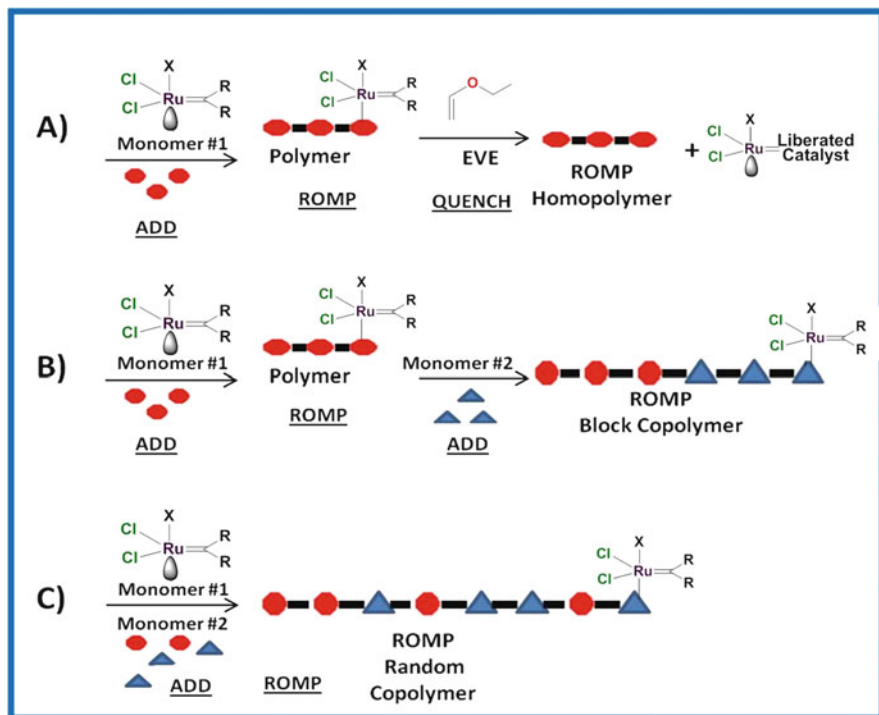 A)
X
Cl
Cl
Ru
R
R
Monomer #1
ADD
X
Cl
Cl
Ru
R
R
Polymer
ROMP
O
EVE
QUENCH
ROMP
Homopolymer
+
X
Cl
Cl
Ru
Liberated
Catalyst
B)
X
Cl
Cl
Ru
R
R
Monomer #1
ADD
X
Cl
Cl
Ru
R
R
Polymer
ROMP
Monomer #2
ADD
X
Cl
Cl
Ru
R
R
ROMP
Block Copolymer
C)
X
Cl
Cl
Ru
R
R
Monomer #1
Monomer #2
ADD
ROMP
X
Cl
Cl
Ru
R
R
ROMP
Random
Copolymer